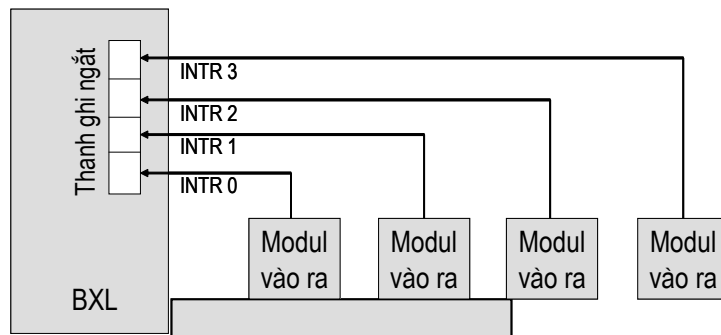 Thanh ghi ngắt
INTR 3
INTR 2
INTR 1
INTR 0
Modul
vào ra
Modul
vào ra
Modul
vào ra
Modul
vào ra
BXL